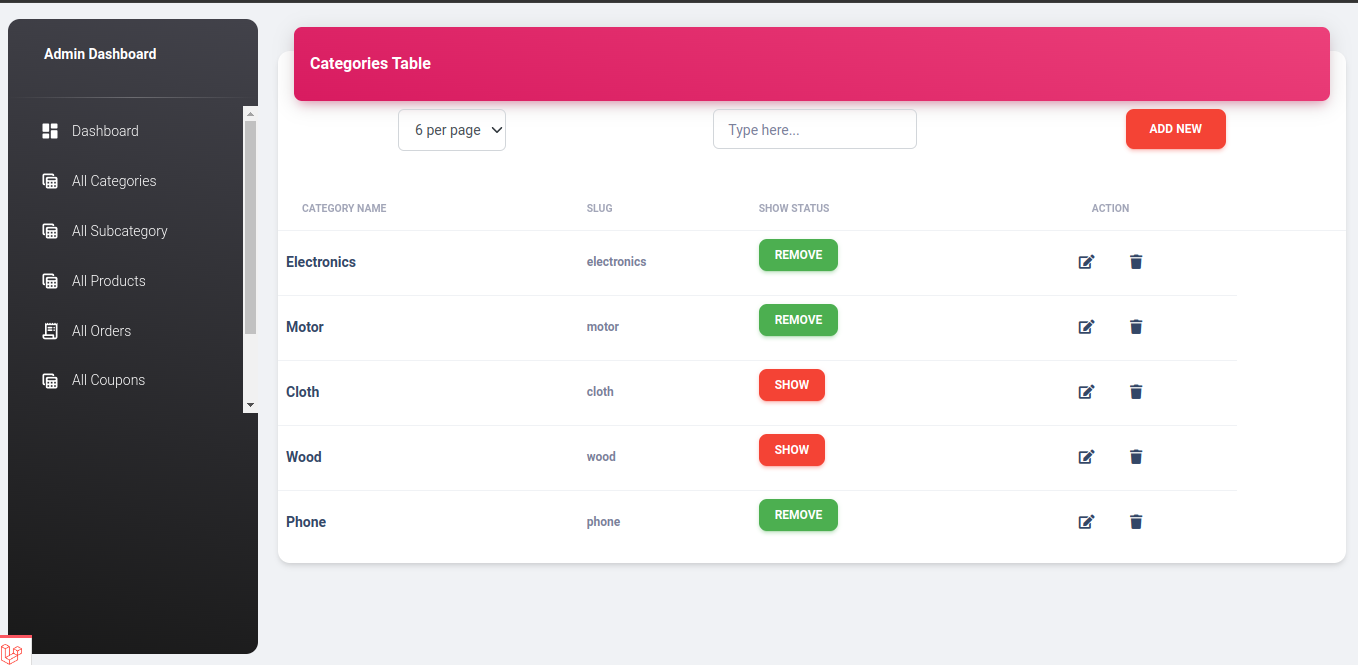 Admin Dashboard
Dashboard
All Categories
All Subcategory
All Products
All Orders
All Coupons
Categories Table
6 per page
Type here...
ADD NEW
CATEGORY NAME SLUG SHOW STATUS ACTION
Electronics electronics REMOVE
Motor motor REMOVE
Cloth cloth SHOW
Wood wood SHOW
Phone phone REMOVE